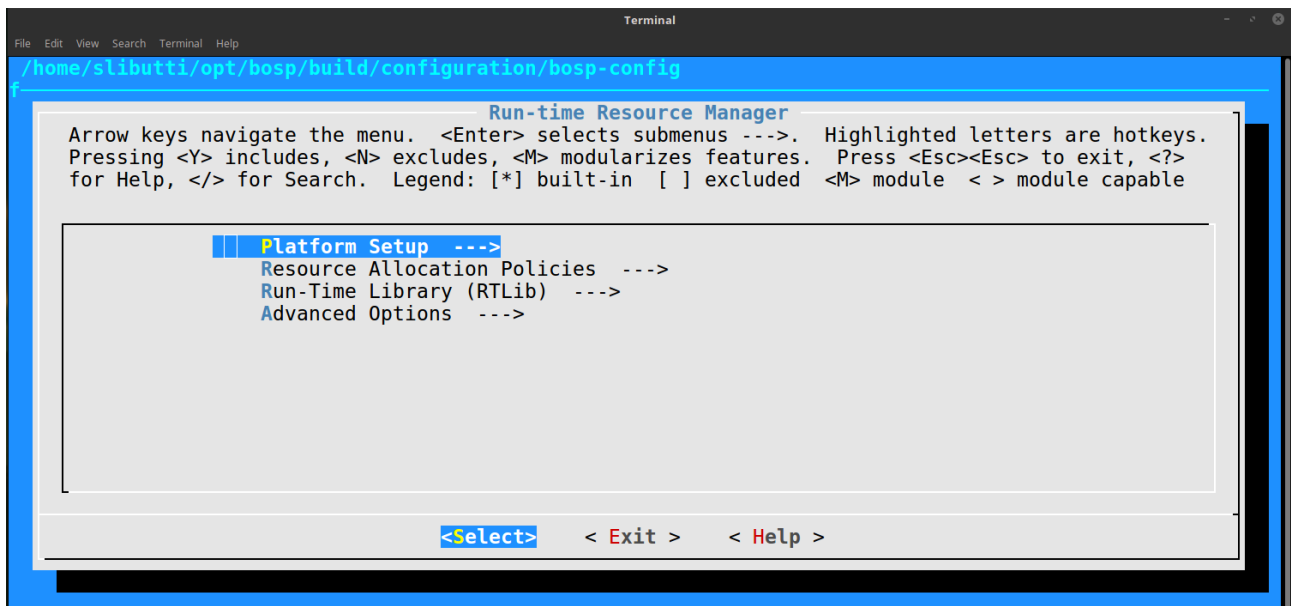 Terminal
File Edit View Search Terminal Help
/home/slibutti/opt/bosp/build/configuration/bosp-config
f
Run-time Resource Manager
Arrow keys navigate the menu. <Enter> selects submenus --->. Highlighted letters are hotkeys.
Pressing <Y> includes, <N> excludes, <M> modularizes features. Press <Esc><Esc> to exit, <?>
for Help, </> for Search. Legend: [*] built-in [ ] excluded <M> module < > module capable
Platform Setup --->
Resource Allocation Policies --->
Run-Time Library (RTLib) --->
Advanced Options --->
<Select> < Exit > < Help >